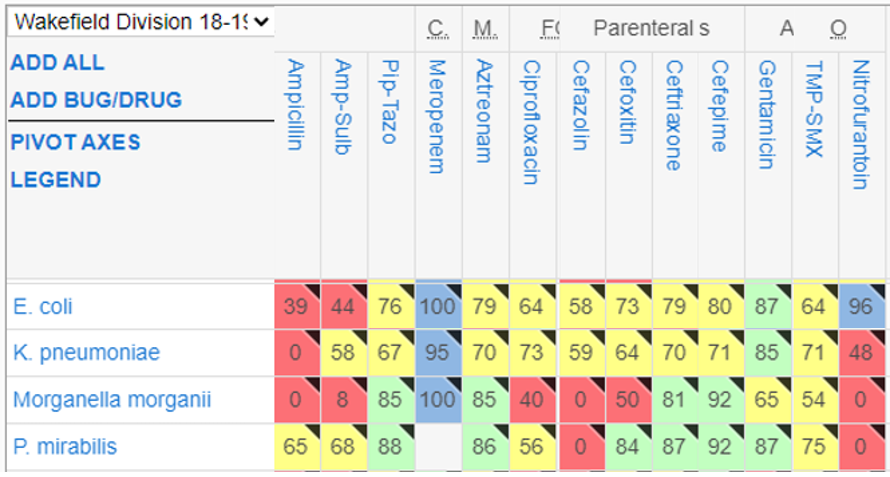 Wakefield Division 18-19
C. M. F( Parenteral s A O
ADD ALL
ADD BUG/DRUG
PIVOT AXES
LEGEND
Ampicillin Amp-Sulb Pip-Tazo Meropenem Aztreonam Ciprofloxacin Cefazolin Cefoxitin Ceftriaxone Cefepime Gentamicin TMP-SMX Nitrofurantoin
E. coli 39 44 76 100 79 64 58 73 79 80 87 64 96
K. pneumoniae 0 58 67 95 70 73 59 64 70 71 85 71 48
Morganella morganii 0 8 85 100 85 40 0 50 81 92 65 54 0
P. mirabilis 65 68 88 86 56 0 84 87 92 87 75 0